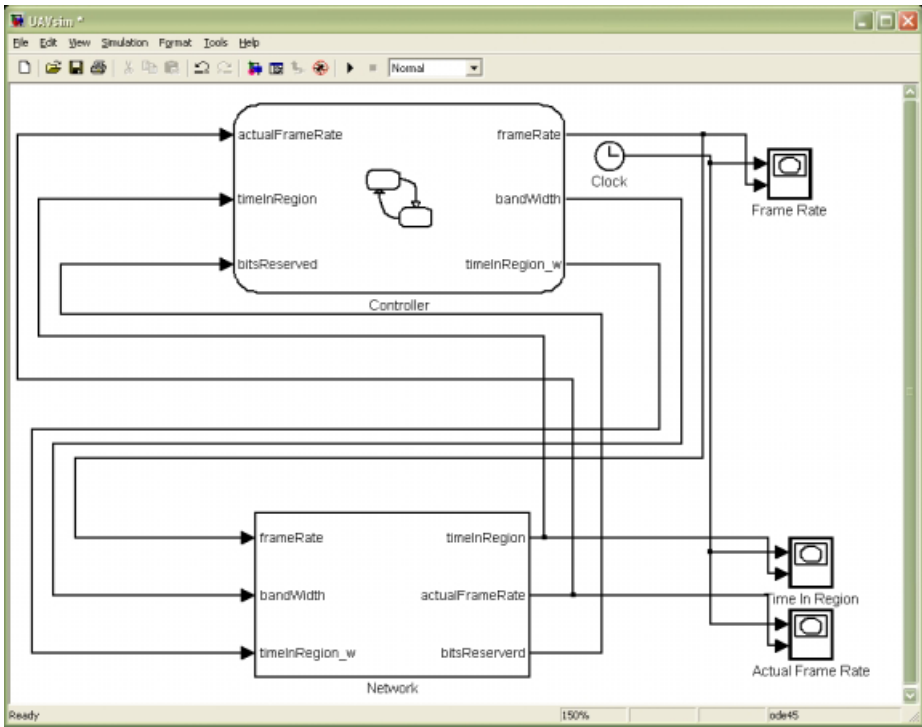 UAVsim *
File Edit View Simulation Format Tools Help
Normal
actualFrameRate
frameRate
timeInRegion
bandWidth
bitsReserved
timeInRegion_w
Controller
Clock
Frame Rate
frameRate
timeInRegion
bandWidth
actualFrameRate
timeInRegion_w
bitsReserverd
Network
Time In Region
Actual Frame Rate
Ready 150% ode45